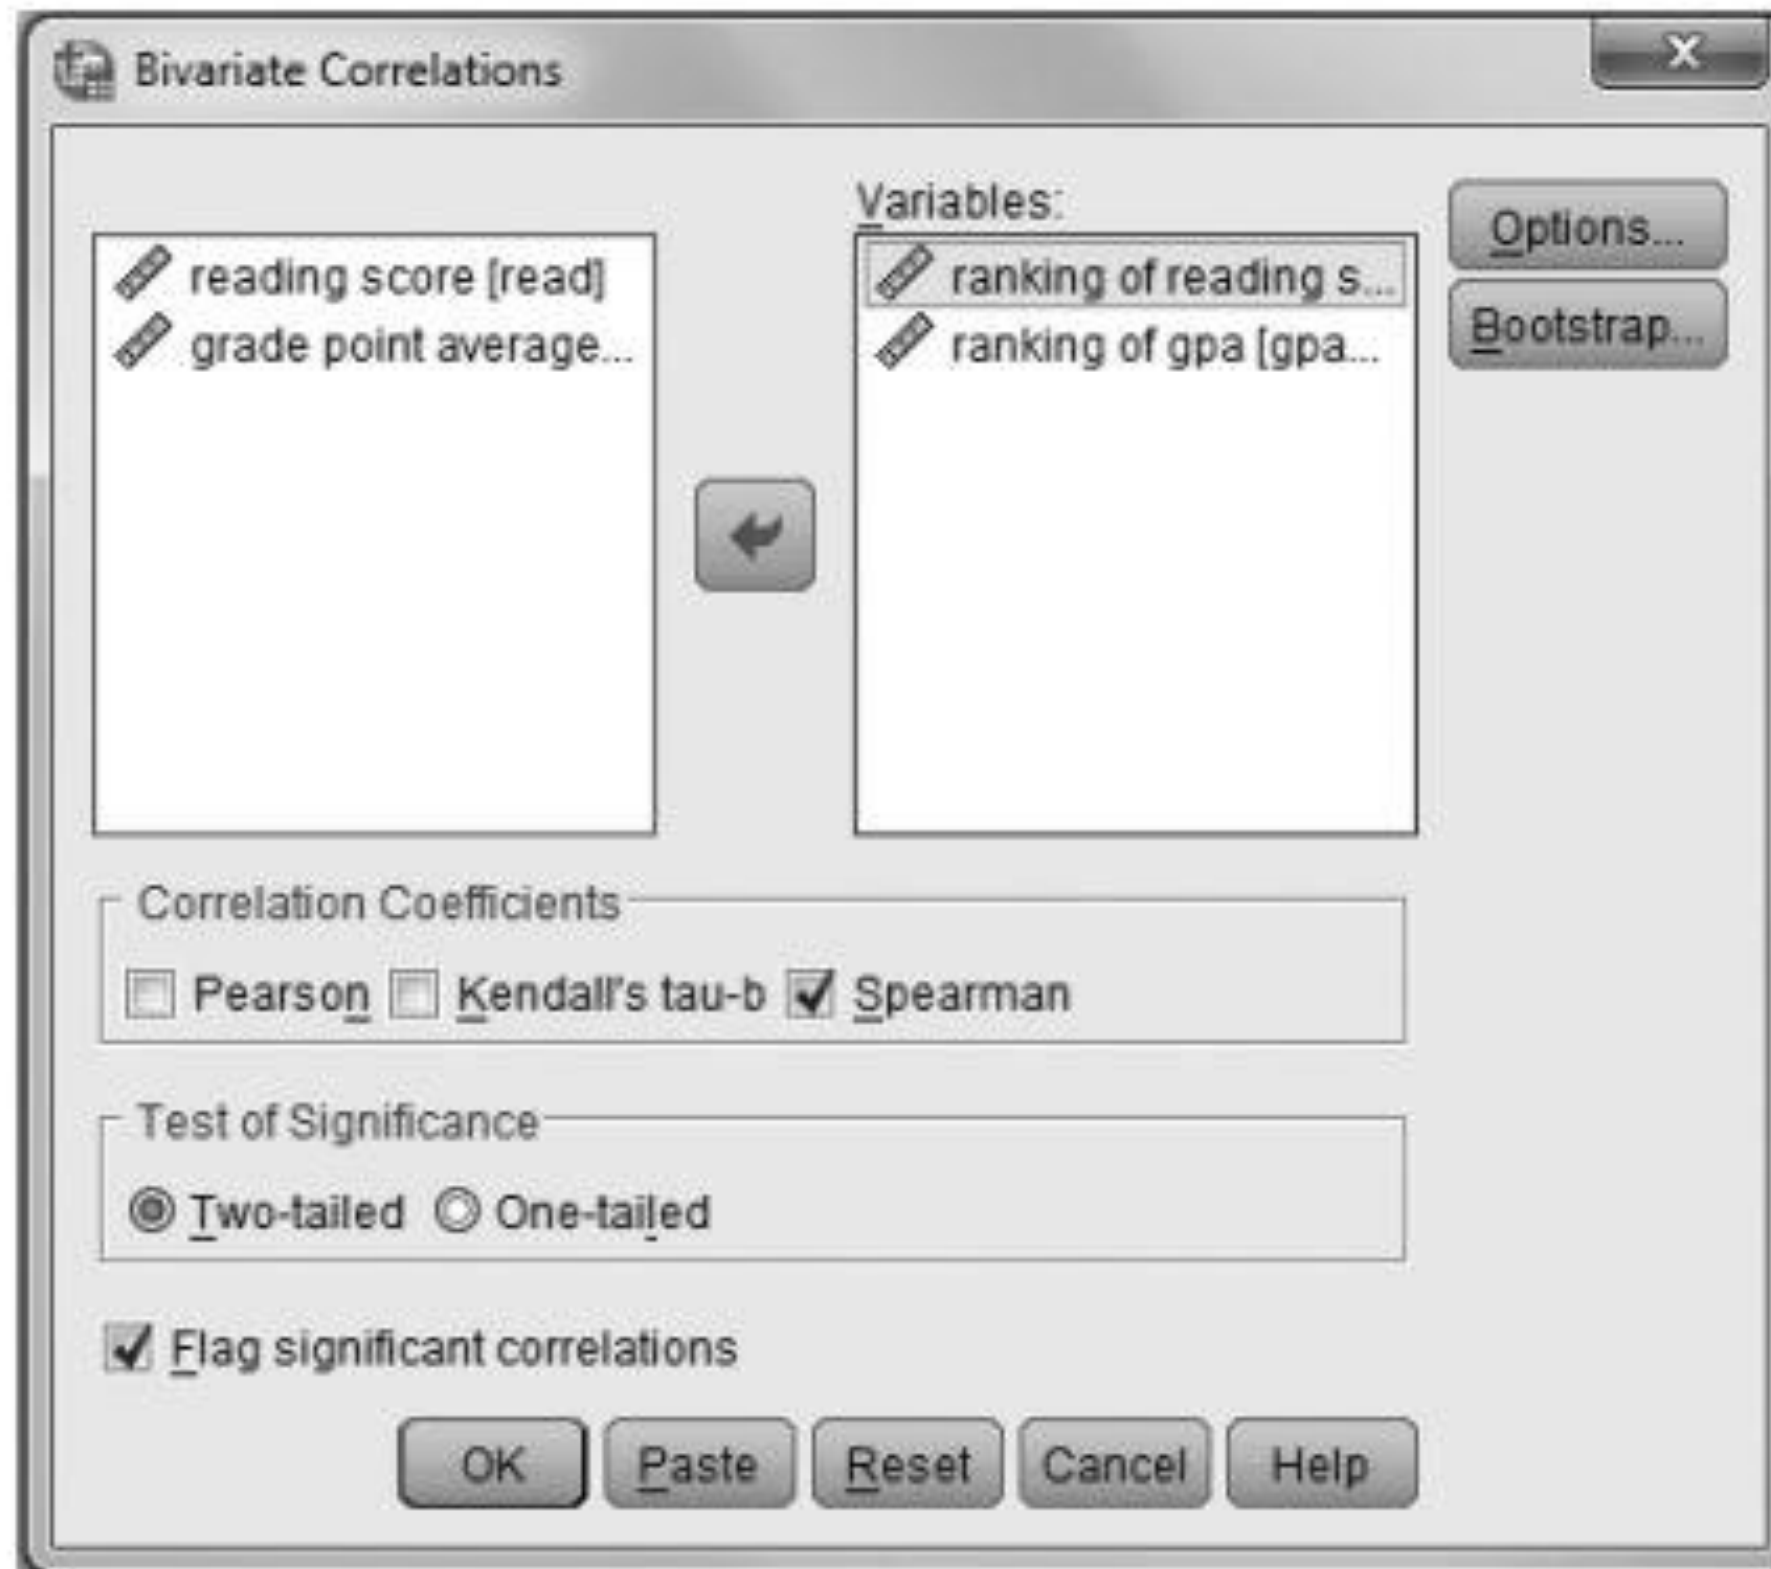 Bivariate Correlations
X
Variables:
reading score [read]
grade point average...
ranking of reading s...
ranking of gpa [gpa...
Options...
Bootstrap...
Correlation Coefficients
Pearson Kendall's tau-b Spearman
Test of Significance
Two-tailed One-tailed
Flag significant correlations
OK Paste Reset Cancel Help